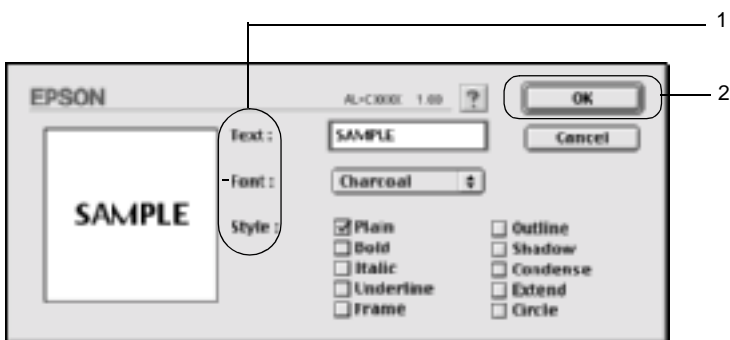 1
EPSON
AL-CXXXX 1.00
?
OK
2
Text :
SAMPLE
Cancel
Font :
Charcoal
SAMPLE
Style :
Plain
Outline
Bold
Shadow
Italic
Condense
Underline
Extend
Frame
Circle